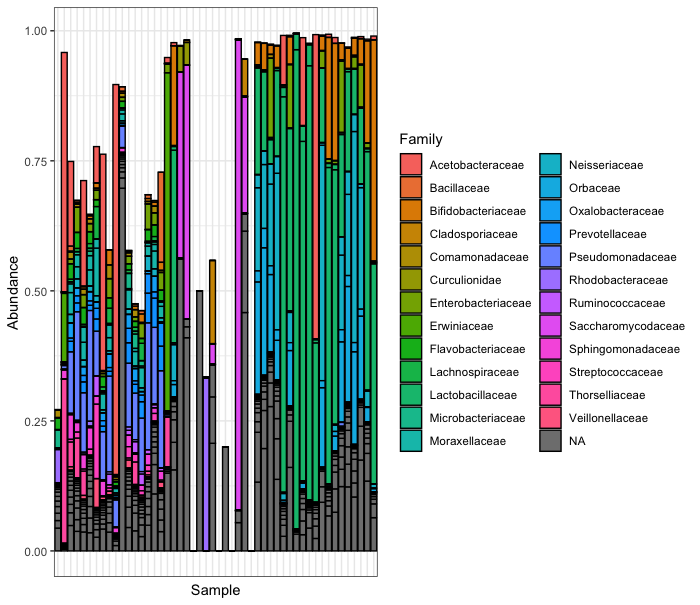 1.00
0.75
0.50
0.25
0.00
Abundance
Sample
Family
Acetobacteraceae
Bacillaceae
Bifidobacteriaceae
Cladosporiaceae
Comamonadaceae
Curculionidae
Enterobacteriaceae
Erwiniaceae
Flavobacteriaceae
Lachnospiraceae
Lactobacillaceae
Microbacteriaceae
Moraxellaceae
Neisseriaceae
Orbaceae
Oxalobacteraceae
Prevotellaceae
Pseudomonadaceae
Rhodobacteraceae
Ruminococcaceae
Saccharomycodaceae
Sphingomonadaceae
Streptococcaceae
Thorselliaceae
Veillonellaceae
NA